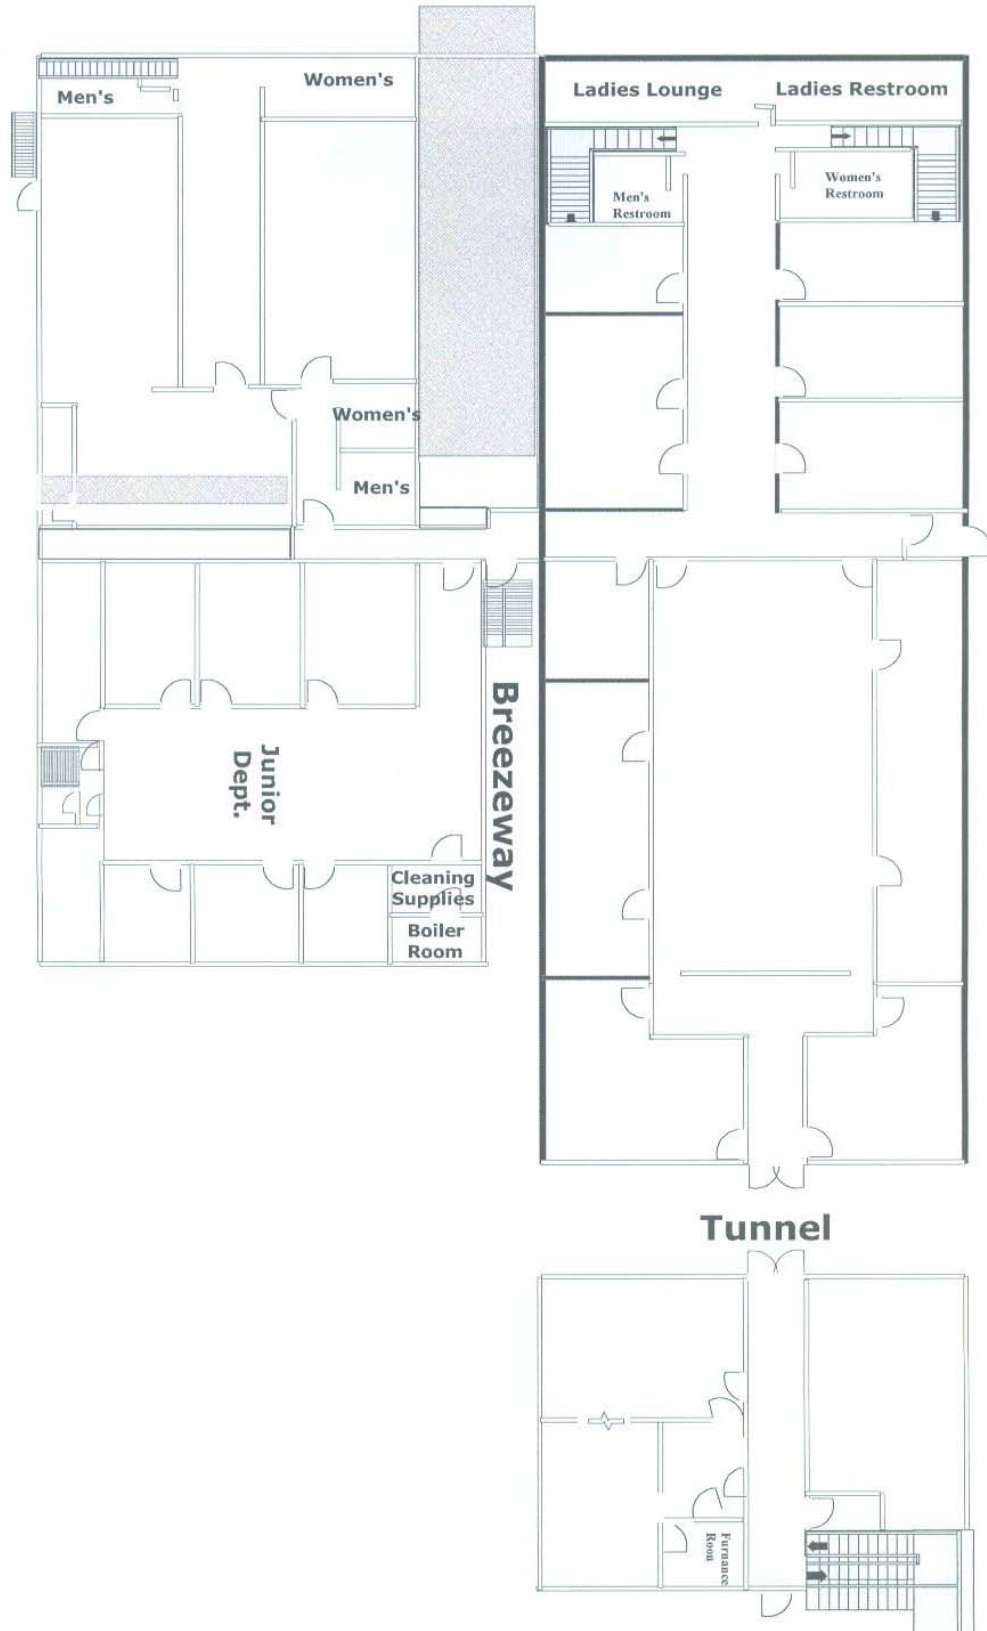 Women's
Men's
Ladies Lounge
Ladies Restroom
Men's
Restroom
Women's
Restroom
Women's
Men's
Breezeway
Junior
Dept.
Cleaning
Supplies
Boiler
Room
Tunnel
Furnance
Roon